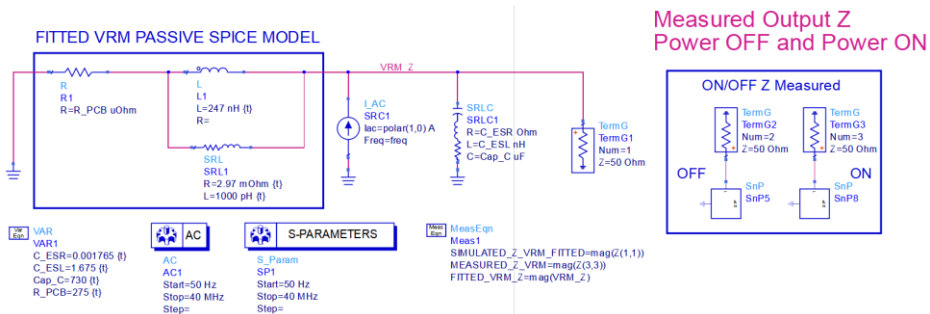 Measured Output Z
Power OFF and Power ON
FITTED VRM PASSIVE SPICE MODEL
R
R1
R=R_PCB uOhm
L
L1
L=247 nH {t}
R=
SRL
SRL1
R=2.97 mOhm {t}
L=1000 pH {t}
VRM_Z
I_AC
SRC1
Iac=polar(1,0) A
Freq=freq
SRLC
SRLC1
R=C_ESR Ohm
L=C_ESL nH
C=Cap_C uF
TermG
TermG1
Num=1
Z=50 Ohm
ON/OFF Z Measured
TermG
TermG2
Num=2
Z=50 Ohm
TermG
TermG3
Num=3
Z=50 Ohm
OFF
ON
SnP
SnP5
SnP
SnP8
Var
Eqn
VAR
VAR1
C_ESR=0.001765 {t}
C_ESL=1.675 {t}
Cap_C=730 {t}
R_PCB=275 {t}
AC
AC
AC1
Start=50 Hz
Stop=40 MHz
Step=
S-PARAMETERS
S_Param
SP1
Start=50 Hz
Stop=40 MHz
Step=
Meas
Eqn
MeasEqn
Meas1
SIMULATED_Z_VRM_FITTED=mag(Z(1,1))
MEASURED_Z_VRM=mag(Z(3,3))
FITTED_VRM_Z=mag(VRM_Z)